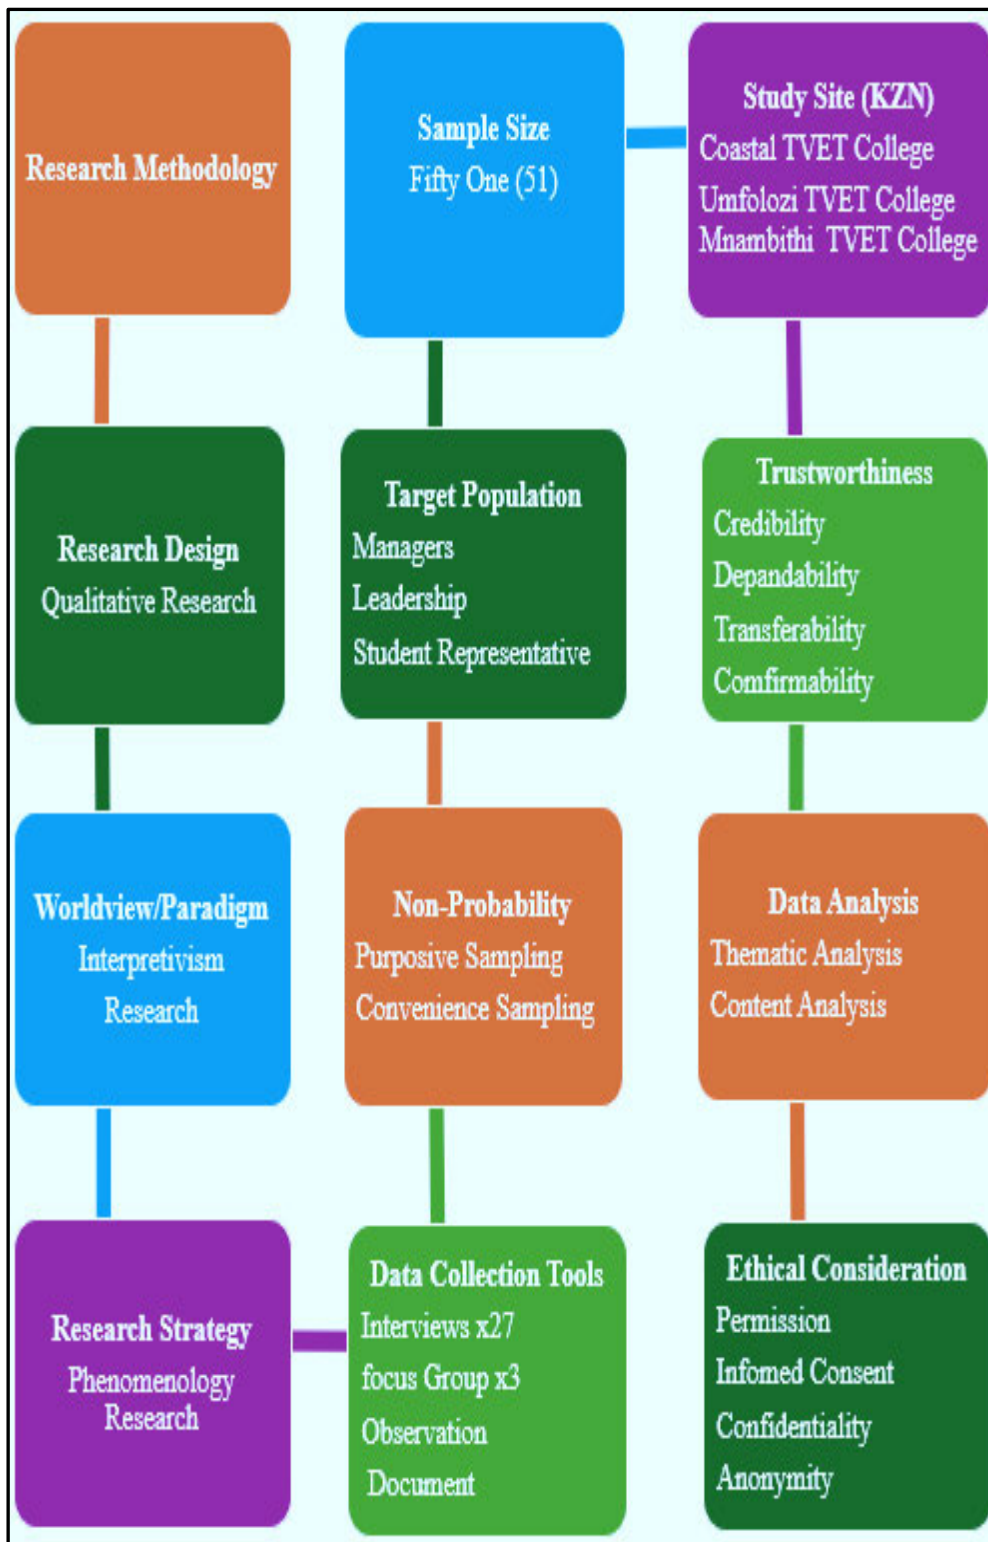 Research Methodology
Research Design
Qualitative Research
Worldview/Paradigm
Interpretivism
Research
Research Strategy
Phenomenology
Research
Data Collection Tools
Interviews x27
focus Group x3
Observation
Document
Non-Probability
Purposive Sampling
Convenience Sampling
Target Population
Managers
Leadership
Student Representative
Sample Size
Fifty One (51)
Study Site (KZN)
Coastal TVET College
Umfolozi TVET College
Mnambithi TVET College
Trustworthiness
Credibility
Depandability
Transferability
Comfirmability
Data Analysis
Thematic Analysis
Content Analysis
Ethical Consideration
Permission
Infomed Consent
Confidentiality
Anonymity